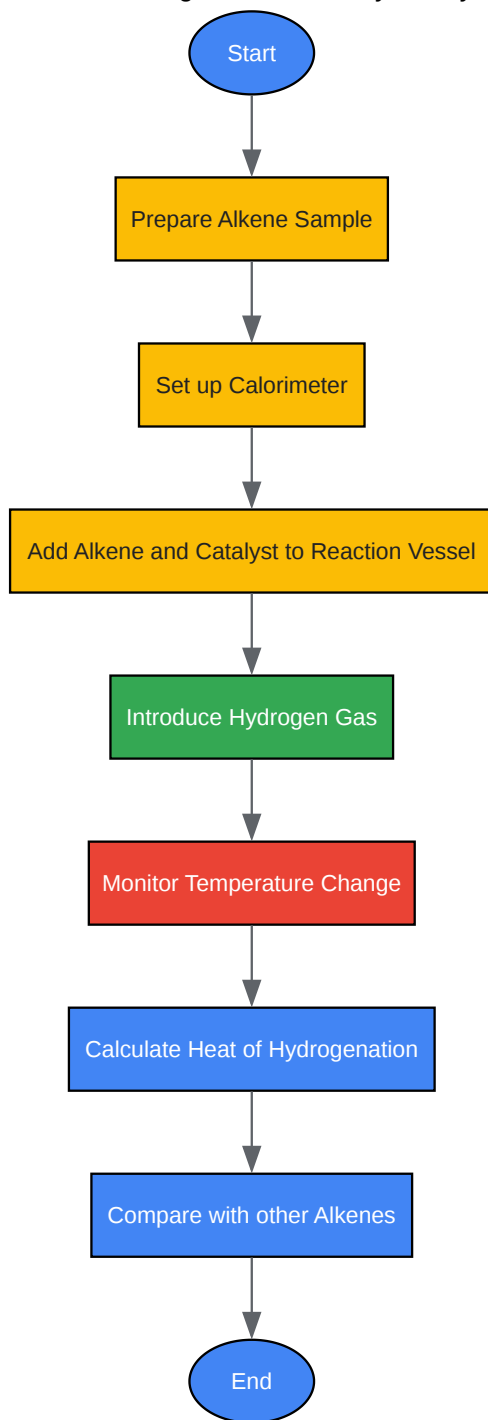 Start
Prepare Alkene Sample
Set up Calorimeter
Add Alkene and Catalyst to Reaction Vessel
Introduce Hydrogen Gas
Monitor Temperature Change
Calculate Heat of Hydrogenation
Compare with other Alkenes
End